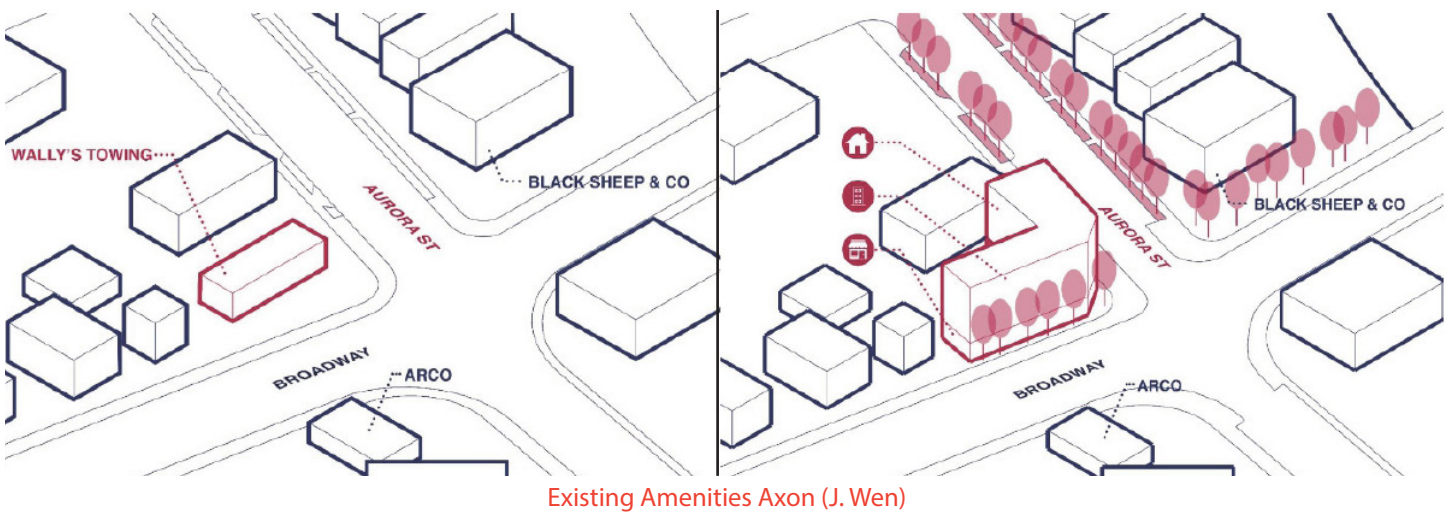 WALLY'S TOWING
AURORA ST
BLACK SHEEP & CO
BROADWAY
ARCO
AURORA ST
BLACK SHEEP & CO
BROADWAY
ARCO
Existing Amenities Axon (J. Wen)